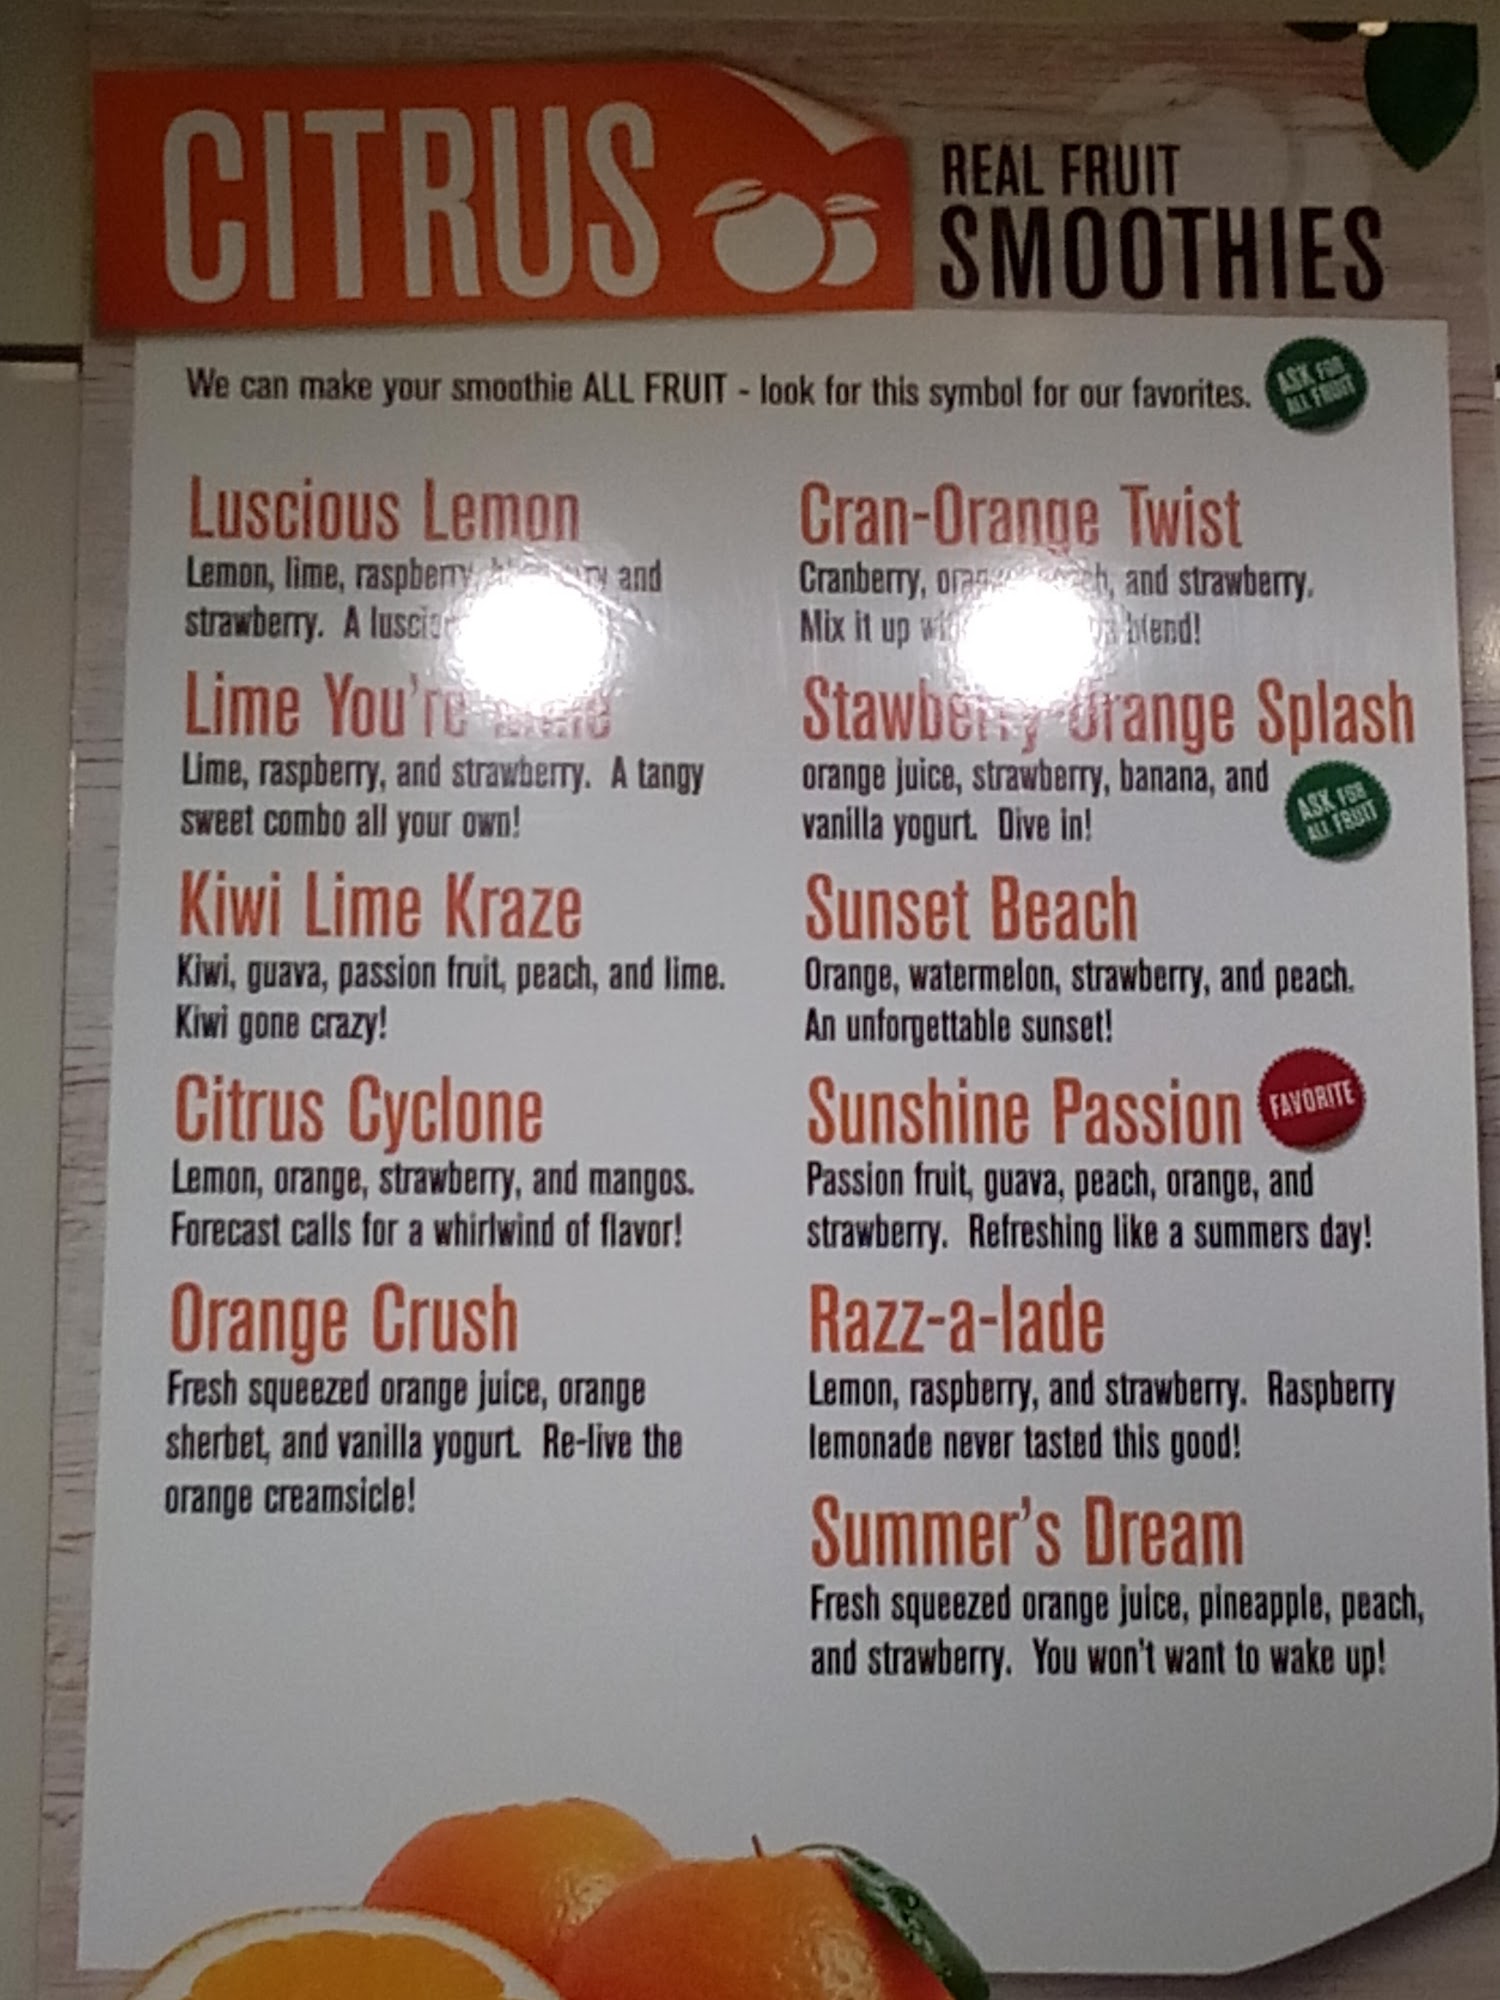 CITRUS
REAL FRUIT
SMOOTHIES
We can make your smoothie ALL FRUIT - look for this symbol for our favorites.
ASK FOR
ALL FRUIT
Luscious Lemon
Lemon, lime, raspberry, and
strawberry. A
Lime You're
Lime, raspberry, and strawberry. A tangy
sweet combo all your own!
Kiwi Lime Kraze
Kiwi, guava, passion fruit, peach, and lime.
Kiwi gone crazy!
Citrus Cyclone
Lemon, orange, strawberry, and mangos.
Forecast calls for a whirlwind of flavor!
Orange Crush
Fresh squeezed orange juice, orange
sherbet, and vanilla yogurt. Re-live the
orange creamsicle!
Cran-Orange Twist
Cranberry, and strawberry.
Mix it up blend!
Stawberry-Orange Splash
orange juice, strawberry, banana, and
vanilla yogurt. Dive in!
ASK FOR
ALL FRUIT
Sunset Beach
Orange, watermelon, strawberry, and peach.
An unforgettable sunset!
Sunshine Passion
FAVORITE
Passion fruit, guava, peach, orange, and
strawberry. Refreshing like a summers day!
Razz-a-lade
Lemon, raspberry, and strawberry. Raspberry
lemonade never tasted this good!
Summer's Dream
Fresh squeezed orange juice, pineapple, peach,
and strawberry. You won't want to wake up!